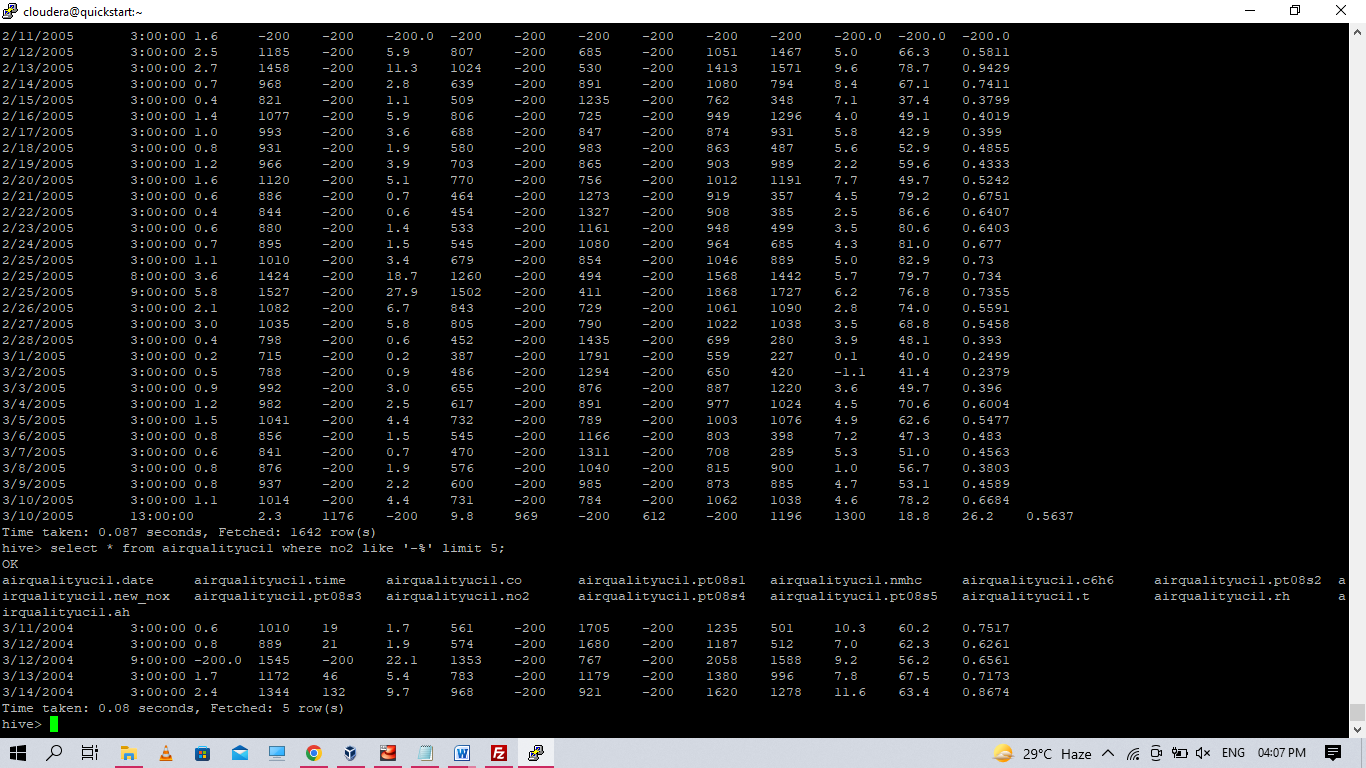 cloudera@quickstart:~
2/11/2005 3:00:00 1.6 -200 -200 -200.0 -200 -200 -200 -200 -200 -200 -200.0 -200.0 -200.0
2/12/2005 3:00:00 2.5 1185 -200 5.9 807 -200 685 -200 1051 1467 5.0 66.3 0.5811
2/13/2005 3:00:00 2.7 1458 -200 11.3 1024 -200 530 -200 1413 1571 9.6 78.7 0.9429
2/14/2005 3:00:00 0.7 968 -200 2.8 639 -200 891 -200 1080 794 8.4 67.1 0.7411
2/15/2005 3:00:00 0.4 821 -200 1.1 509 -200 1235 -200 762 348 7.1 37.4 0.3799
2/16/2005 3:00:00 1.4 1077 -200 5.9 806 -200 725 -200 949 1296 4.0 49.1 0.4019
2/17/2005 3:00:00 1.0 993 -200 3.6 688 -200 847 -200 874 931 5.8 42.9 0.399
2/18/2005 3:00:00 0.8 931 -200 1.9 580 -200 983 -200 863 487 5.6 52.9 0.4855
2/19/2005 3:00:00 1.2 966 -200 3.9 703 -200 865 -200 903 989 2.2 59.6 0.4333
2/20/2005 3:00:00 1.6 1120 -200 5.1 770 -200 756 -200 1012 1191 7.7 49.7 0.5242
2/21/2005 3:00:00 0.6 886 -200 0.7 464 -200 1273 -200 919 357 4.5 79.2 0.6751
2/22/2005 3:00:00 0.4 844 -200 0.6 454 -200 1327 -200 908 385 2.5 86.6 0.6407
2/23/2005 3:00:00 0.6 880 -200 1.4 533 -200 1161 -200 948 499 3.5 80.6 0.6403
2/24/2005 3:00:00 0.7 895 -200 1.5 545 -200 1080 -200 964 685 4.3 81.0 0.677
2/25/2005 3:00:00 1.1 1010 -200 3.4 679 -200 854 -200 1046 889 5.0 82.9 0.73
2/25/2005 8:00:00 3.6 1424 -200 18.7 1260 -200 494 -200 1568 1442 5.7 79.7 0.734
2/25/2005 9:00:00 5.8 1527 -200 27.9 1502 -200 411 -200 1868 1727 6.2 76.8 0.7355
2/26/2005 3:00:00 2.1 1082 -200 6.7 843 -200 729 -200 1061 1090 2.8 74.0 0.5591
2/27/2005 3:00:00 3.0 1035 -200 5.8 805 -200 790 -200 1022 1038 3.5 68.8 0.5458
2/28/2005 3:00:00 0.4 798 -200 0.6 452 -200 1435 -200 699 280 3.9 48.1 0.393
3/1/2005 3:00:00 0.2 715 -200 0.2 387 -200 1791 -200 559 227 0.1 40.0 0.2499
3/2/2005 3:00:00 0.5 788 -200 0.9 486 -200 1294 -200 650 420 -1.1 41.4 0.2379
3/3/2005 3:00:00 0.9 992 -200 3.0 655 -200 876 -200 887 1220 3.6 49.7 0.396
3/4/2005 3:00:00 1.2 982 -200 2.5 617 -200 891 -200 977 1024 4.5 70.6 0.6004
3/5/2005 3:00:00 1.5 1041 -200 4.4 732 -200 789 -200 1003 1076 4.9 62.6 0.5477
3/6/2005 3:00:00 0.8 856 -200 1.5 545 -200 1166 -200 803 398 7.2 47.3 0.483
3/7/2005 3:00:00 0.6 841 -200 0.7 470 -200 1311 -200 708 289 5.3 51.0 0.4563
3/8/2005 3:00:00 0.8 876 -200 1.9 576 -200 1040 -200 815 900 1.0 56.7 0.3803
3/9/2005 3:00:00 0.8 937 -200 2.2 600 -200 985 -200 873 885 4.7 53.1 0.4589
3/10/2005 3:00:00 1.1 1014 -200 4.4 731 -200 784 -200 1062 1038 4.6 78.2 0.6684
3/10/2005 13:00:00 2.3 1176 -200 9.8 969 -200 612 -200 1196 1300 18.8 26.2 0.5637
Time taken: 0.087 seconds, Fetched: 1642 row(s)
hive> select * from airqualityuci1 where no2 like '-%' limit 5;
OK
airqualityuci1.date airqualityuci1.time airqualityuci1.co airqualityuci1.pt08s1 airqualityuci1.nmhc airqualityuci1.c6h6 airqualityuci1.pt08s2 a
irqualityuci1.new_nox airqualityuci1.pt08s3 airqualityuci1.no2 airqualityuci1.pt08s4 airqualityuci1.pt08s5 airqualityuci1.t airqualityuci1.rh a
irqualityuci1.ah
3/11/2004 3:00:00 0.6 1010 19 1.7 561 -200 1705 -200 1235 501 10.3 60.2 0.7517
3/12/2004 3:00:00 0.8 889 21 1.9 574 -200 1680 -200 1187 512 7.0 62.3 0.6261
3/12/2004 9:00:00 -200.0 1545 -200 22.1 1353 -200 767 -200 2058 1588 9.2 56.2 0.6561
3/13/2004 3:00:00 1.7 1172 46 5.4 783 -200 1179 -200 1380 996 7.8 67.5 0.7173
3/14/2004 3:00:00 2.4 1344 132 9.7 968 -200 921 -200 1620 1278 11.6 63.4 0.8674
Time taken: 0.08 seconds, Fetched: 5 row(s)
hive>
29°C Haze ENG 04:07 PM